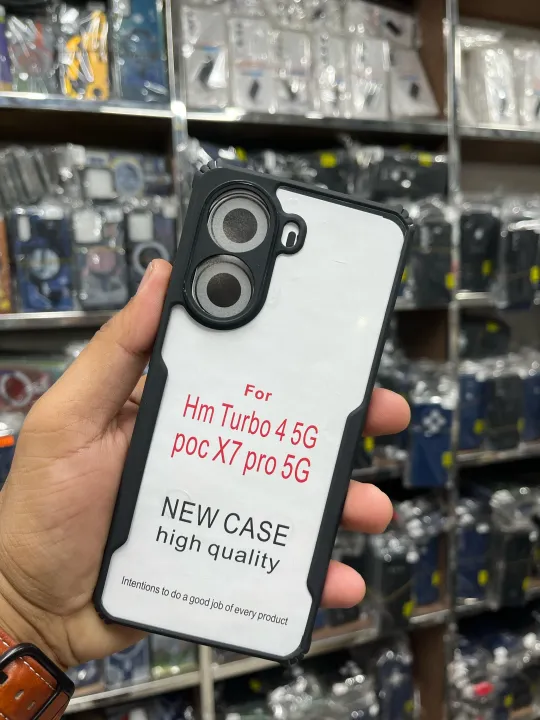 For
Hm Turbo 4 5G
poc X7 pro 5G
NEW CASE
high quality
Intentions to do a good job of every product